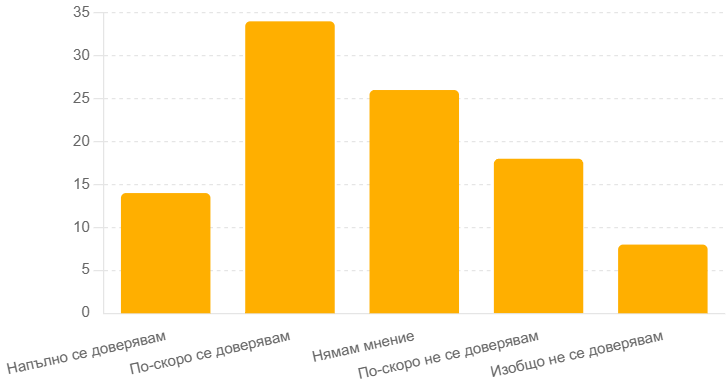 35
30
25
20
15
10
5
0
Напълно се доверявам
По-скоро се доверявам
Нямам мнение
По-скоро не се доверявам
Изобщо не се доверявам